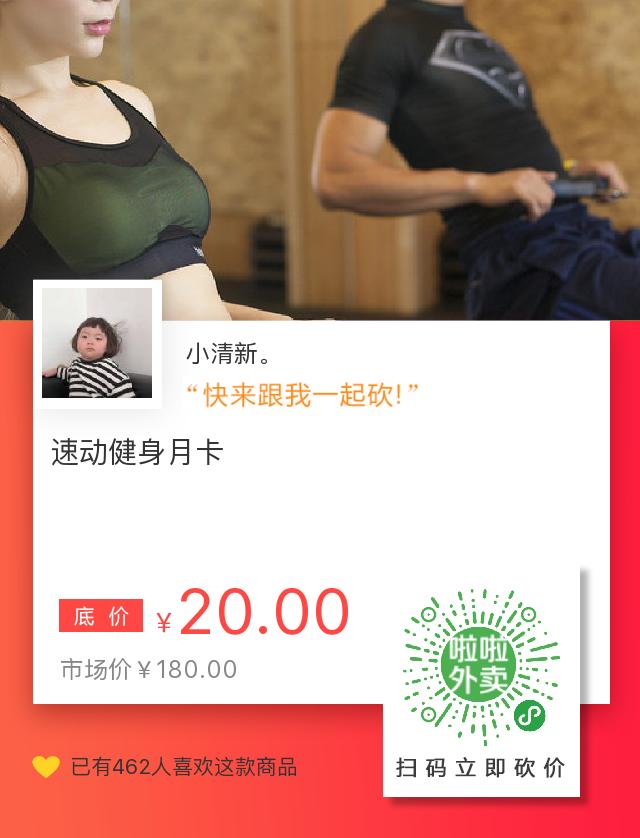 小清新。
“快来跟我一起砍!”
速动健身月卡
底价 ¥20.00
市场价¥180.00
啦啦
外卖
扫码立即砍价
已有462人喜欢这款商品